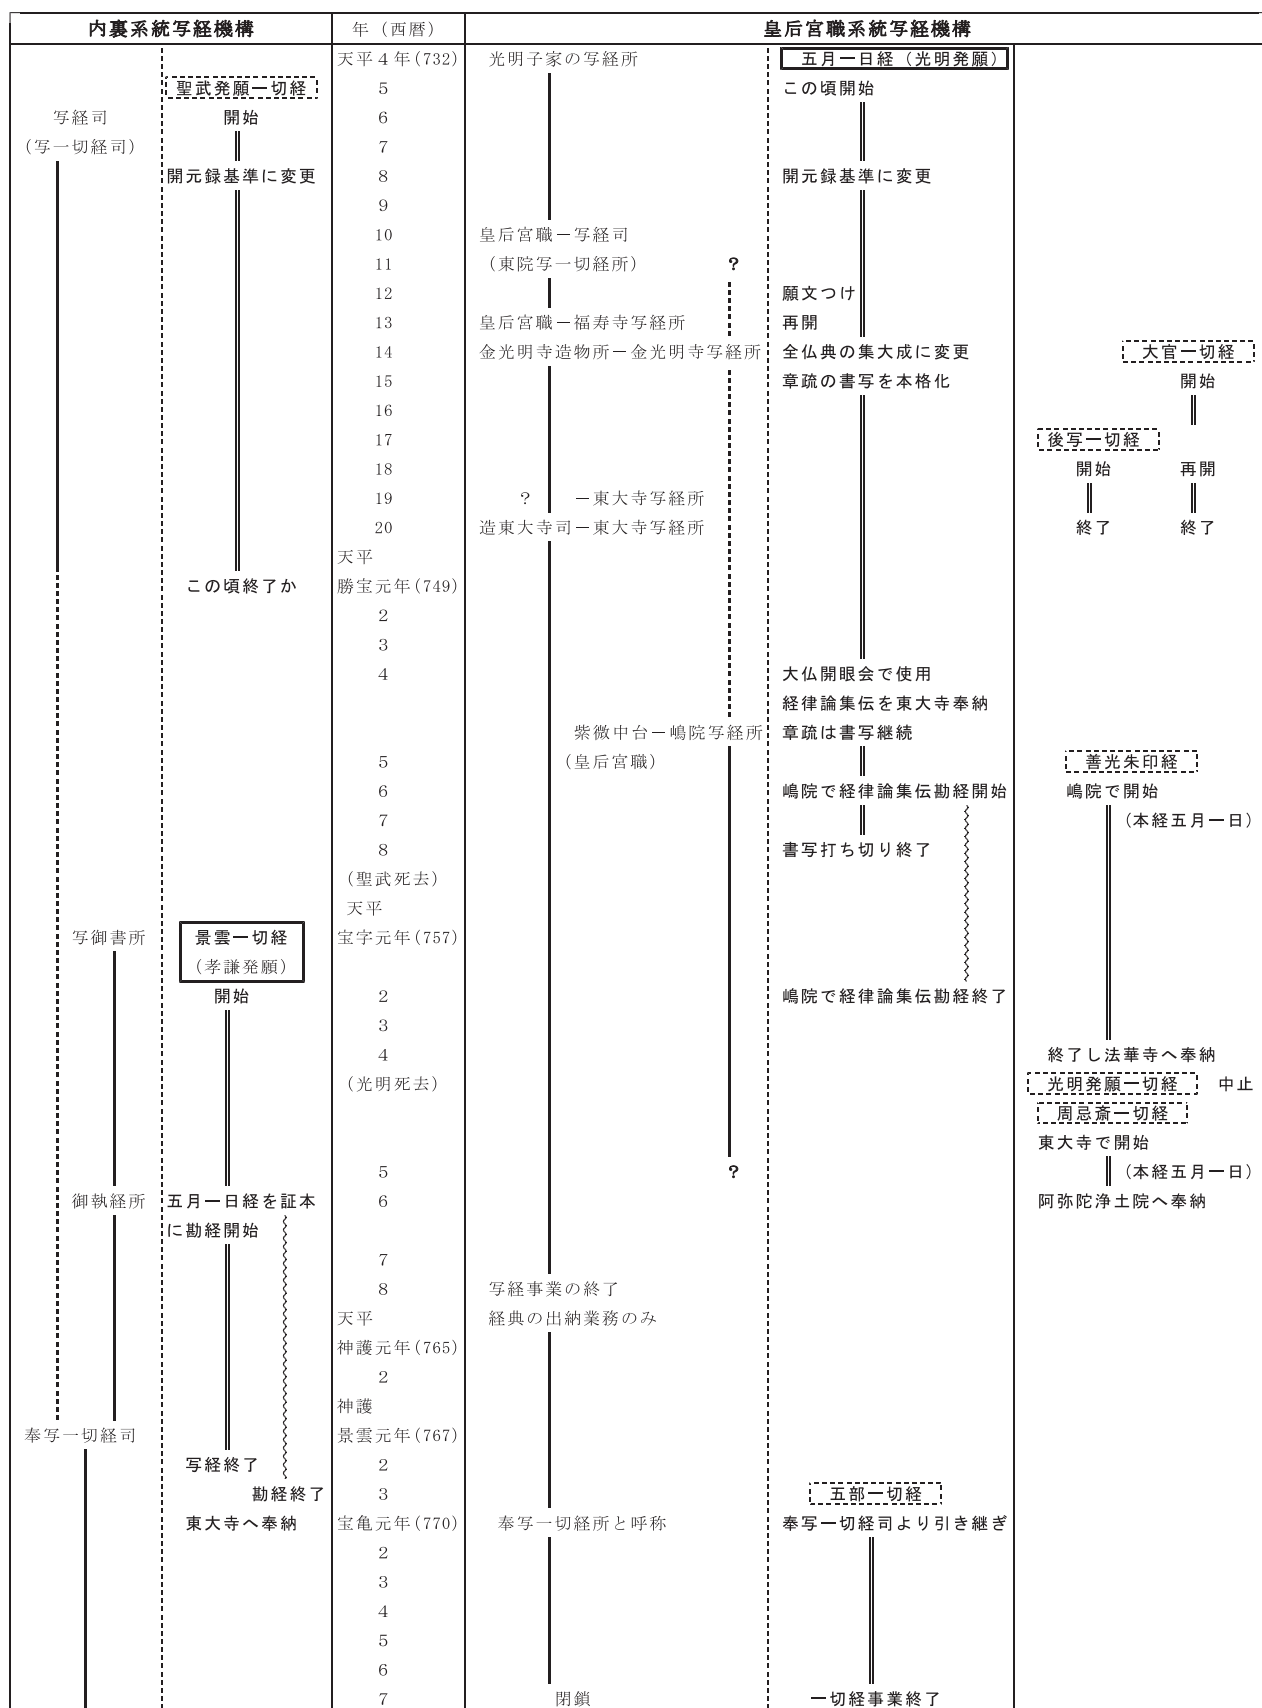 内裏系統写経機構 年（西暦） 皇后宮職系統写経機構
天平４年(732) 光明子家の写経所 五月一日経（光明発願）
聖武発願一切経 5 この頃開始
写経司 開始 6
（写一切経司） 7
開元録基準に変更 8 開元録基準に変更
9
10 皇后宮職－写経司
11 （東院写一切経所） ?
12 願文つけ
13 皇后宮職－福寿寺写経所 再開
14 金光明寺造物所－金光明寺写経所 全仏典の集大成に変更 大官一切経
15 章疏の書写を本格化 開始
16
17 後写一切経
18 開始 再開
19 ? －東大寺写経所
20 造東大寺司－東大寺写経所 終了 終了
天平
この頃終了か 勝宝元年(749)
2
3
4 大仏開眼会で使用
経律論集伝を東大寺奉納
紫微中台－嶋院写経所 章疏は書写継続
5 （皇后宮職） 善光朱印経
6 嶋院で経律論集伝勘経開始 嶋院で開始
7 （本経五月一日）
8 書写打ち切り終了
（聖武死去）
天平
写御書所 景雲一切経 宝字元年(757)
（孝謙発願）
開始 2 嶋院で経律論集伝勘経終了
3
4 終了し法華寺へ奉納
（光明死去） 光明発願一切経 中止
周忌斎一切経
東大寺で開始
5 ? （本経五月一日）
御執経所 五月一日経を証本 6 阿弥陀浄土院へ奉納
に勘経開始
7
8 写経事業の終了
天平 経典の出納業務のみ
神護元年(765)
2
神護
奉写一切経司 景雲元年(767)
写経終了 2
勘経終了 3 五部一切経
東大寺へ奉納 宝亀元年(770) 奉写一切経所と呼称 奉写一切経司より引き継ぎ
2
3
4
5
6
7 閉鎖 一切経事業終了